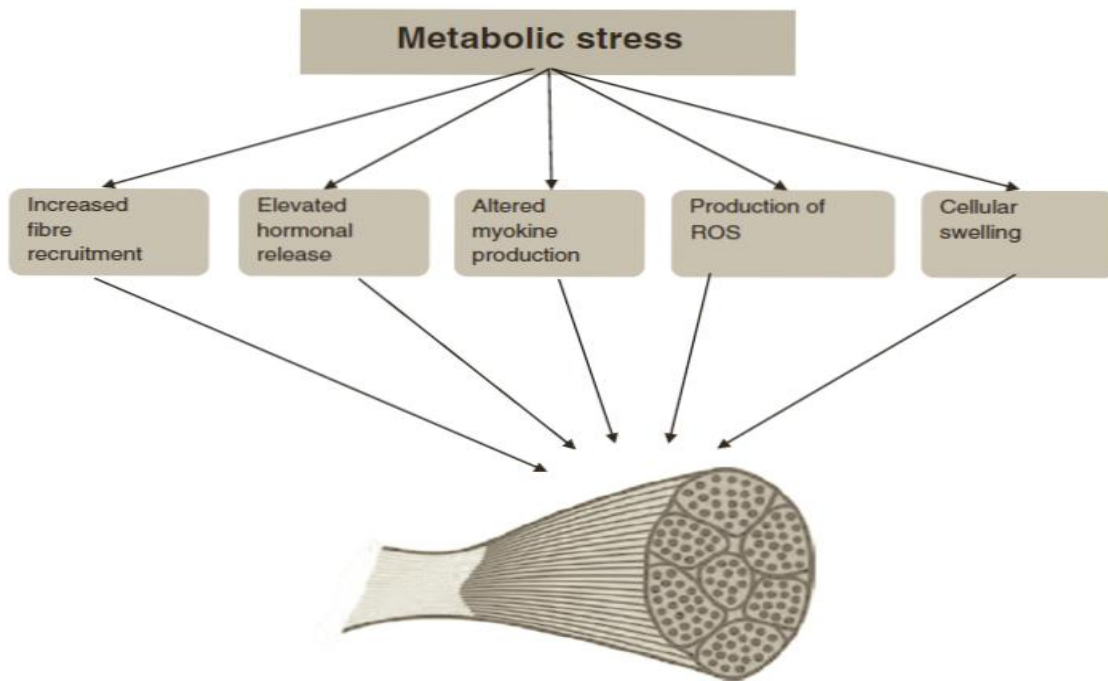 Metabolic stress
Increased
fibre
recruitment
Elevated
hormonal
release
Altered
myokine
production
Production of
ROS
Cellular
swelling